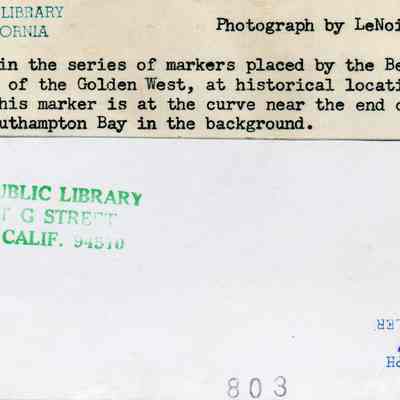 LIBRARY
ORNIA
Photograph by LeNoi
in the series of markers placed by the Be
of the Golden West, at historical locati
his marker is at the curve near the end o
uthampton Bay in the background.
UBLIC LIBRARY
T G STREET
CALIF. 94510
803